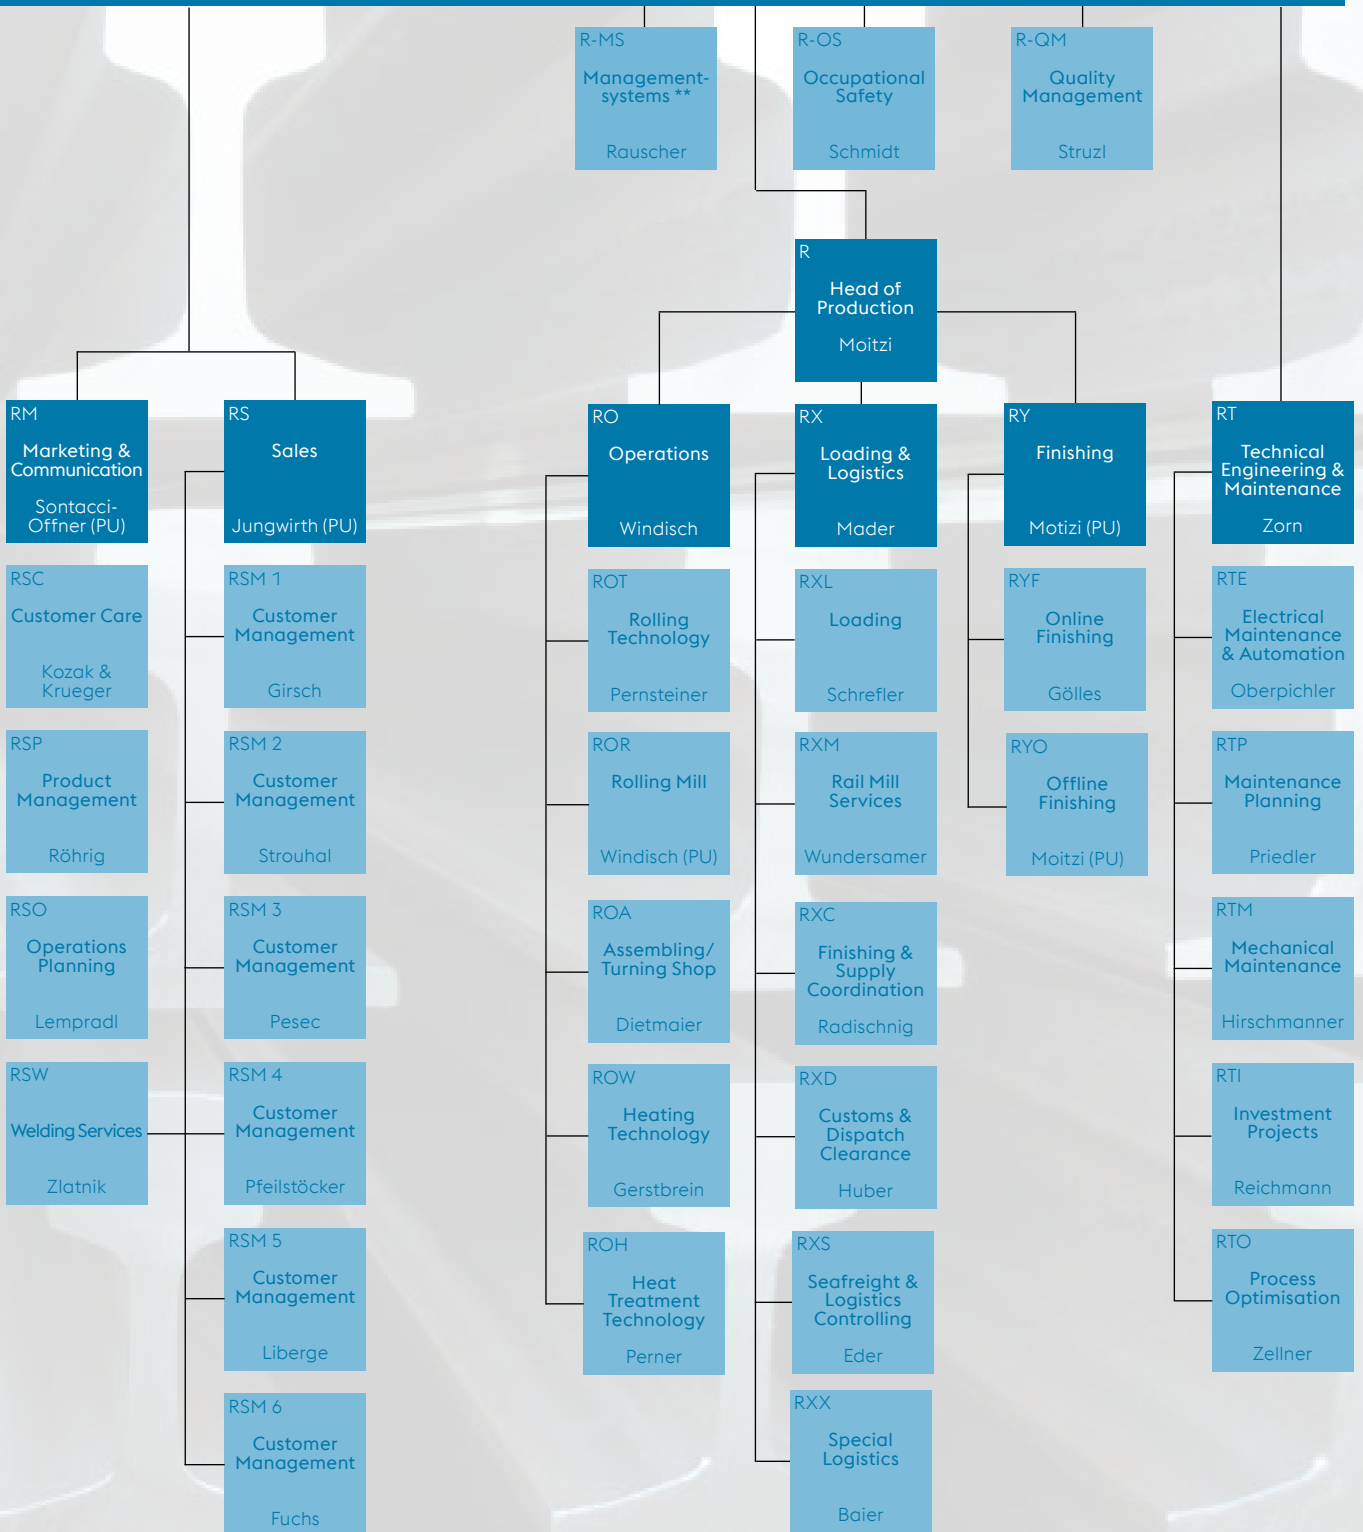 R-MS
Management-
systems **
Rauscher
R-OS
Occupational
Safety
Schmidt
R-QM
Quality
Management
Struzl
R
Head of
Production
Moitzi
RM
Marketing &
Communication
Sontacci-
Offner (PU)
RSC
Customer Care
Kozak &
Krueger
RSP
Product
Management
Röhrig
RSO
Operations
Planning
Lempradl
RSW
Welding Services
Zlatnik
RS
Sales
Jungwirth (PU)
RSM 1
Customer
Management
Girsch
RSM 2
Customer
Management
Strouhal
RSM 3
Customer
Management
Pesec
RSM 4
Customer
Management
Pfeilstöcker
RSM 5
Customer
Management
Liberge
RSM 6
Customer
Management
Fuchs
RO
Operations
Windisch
ROT
Rolling
Technology
Pernsteiner
ROR
Rolling Mill
Windisch (PU)
ROA
Assembling/
Turning Shop
Dietmaier
ROW
Heating
Technology
Gerstbrein
ROH
Heat
Treatment
Technology
Perner
RX
Loading &
Logistics
Mader
RXL
Loading
Schrefler
RXM
Rail Mill
Services
Wundersamer
RXC
Finishing &
Supply
Coordination
Radischnig
RXD
Customs &
Dispatch
Clearance
Huber
RXS
Seafreight &
Logistics
Controlling
Eder
RXX
Special
Logistics
Baier
RY
Finishing
Motizi (PU)
RYF
Online
Finishing
Gölles
RYO
Offline
Finishing
Moitzi (PU)
RT
Technical
Engineering &
Maintenance
Zorn
RTE
Electrical
Maintenance
& Automation
Oberpichler
RTP
Maintenance
Planning
Priedler
RTM
Mechanical
Maintenance
Hirschmanner
RTI
Investment
Projects
Reichmann
RTO
Process
Optimisation
Zellner